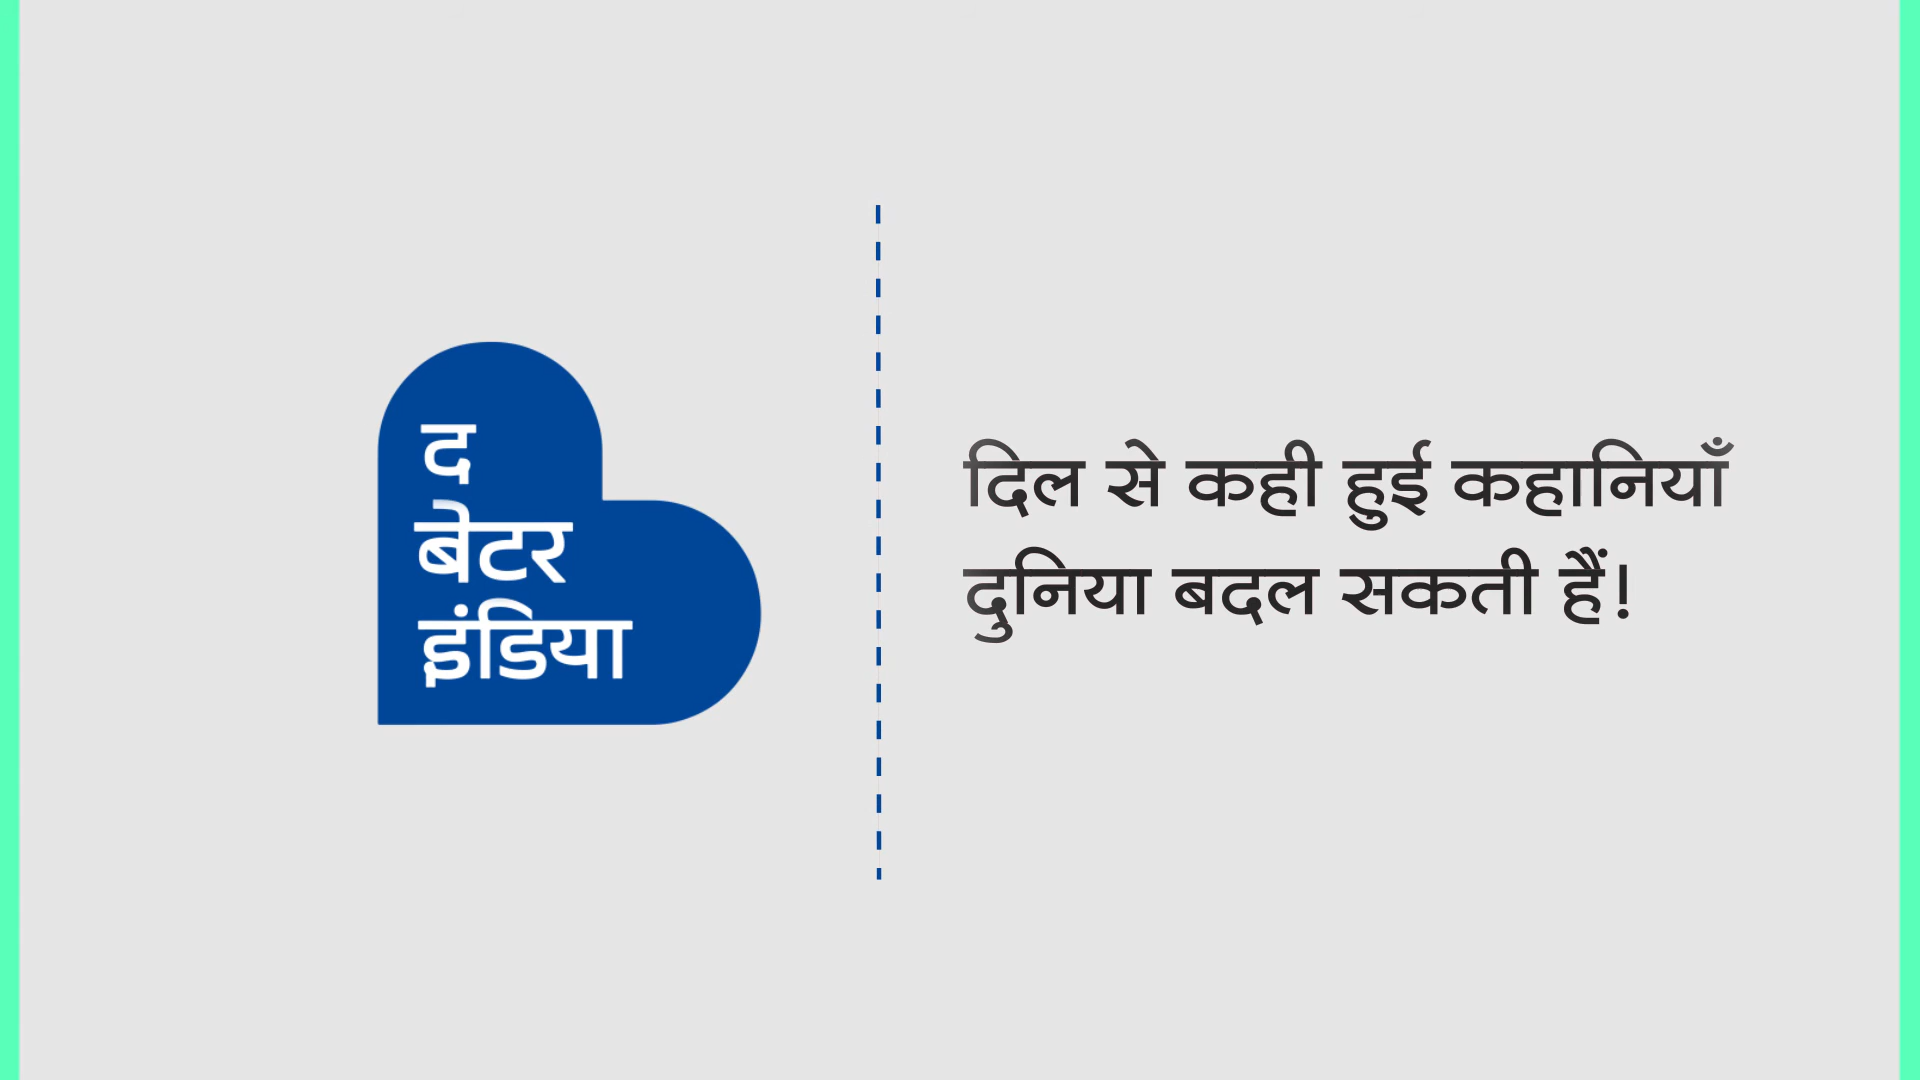 द
बेटर
इंडिया
दिल से कही हुई कहानियाँ
दुनिया बदल सकती हैं!